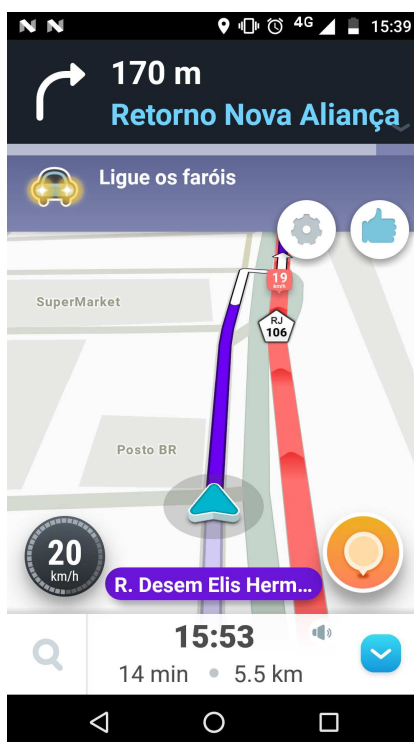 4G 15:39
170 m
Retorno Nova Aliança
Ligue os faróis
19
km/h
SuperMarket
RJ
106
Posto BR
20
km/h
R. Desem Elis Herm...
15:53
14 min • 5.5 km